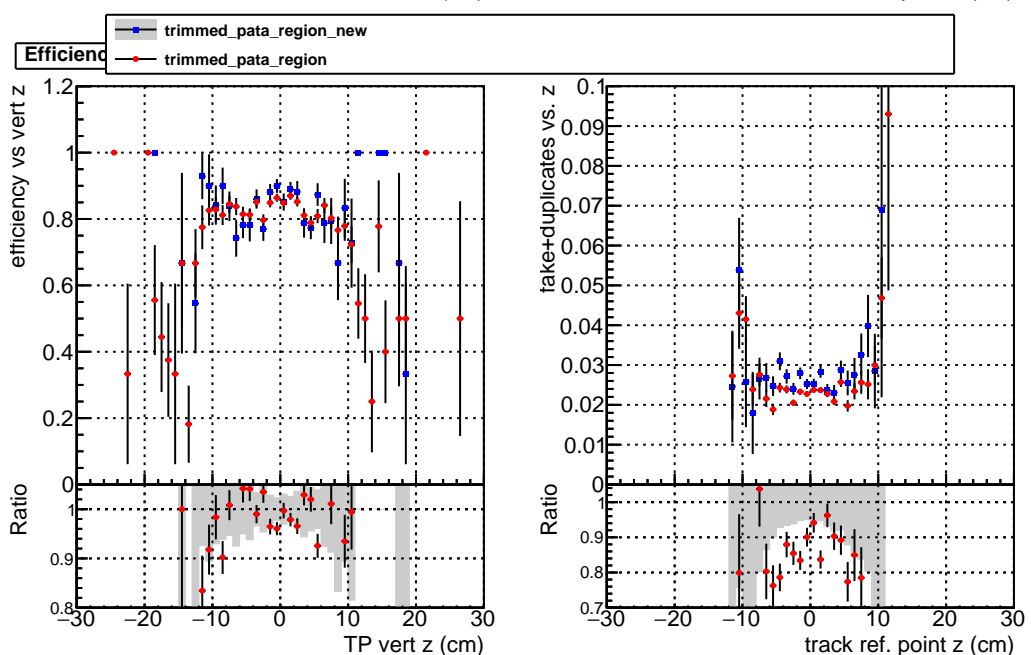 trimmed_pata_region_new
trimmed_pata_region
Efficienc
efficiency vs vert z
1.2
1
0.8
0.6
0.4
0.2
0
Ratio
1
0.9
0.8
−30 −20 −10 0 10 20 30
TP vert z (cm)
fake+duplicates vs. z
0.1
0.09
0.08
0.07
0.06
0.05
0.04
0.03
0.02
0.01
0
Ratio
1
0.9
0.8
0.7
−30 −20 −10 0 10 20 30
track ref. point z (cm)